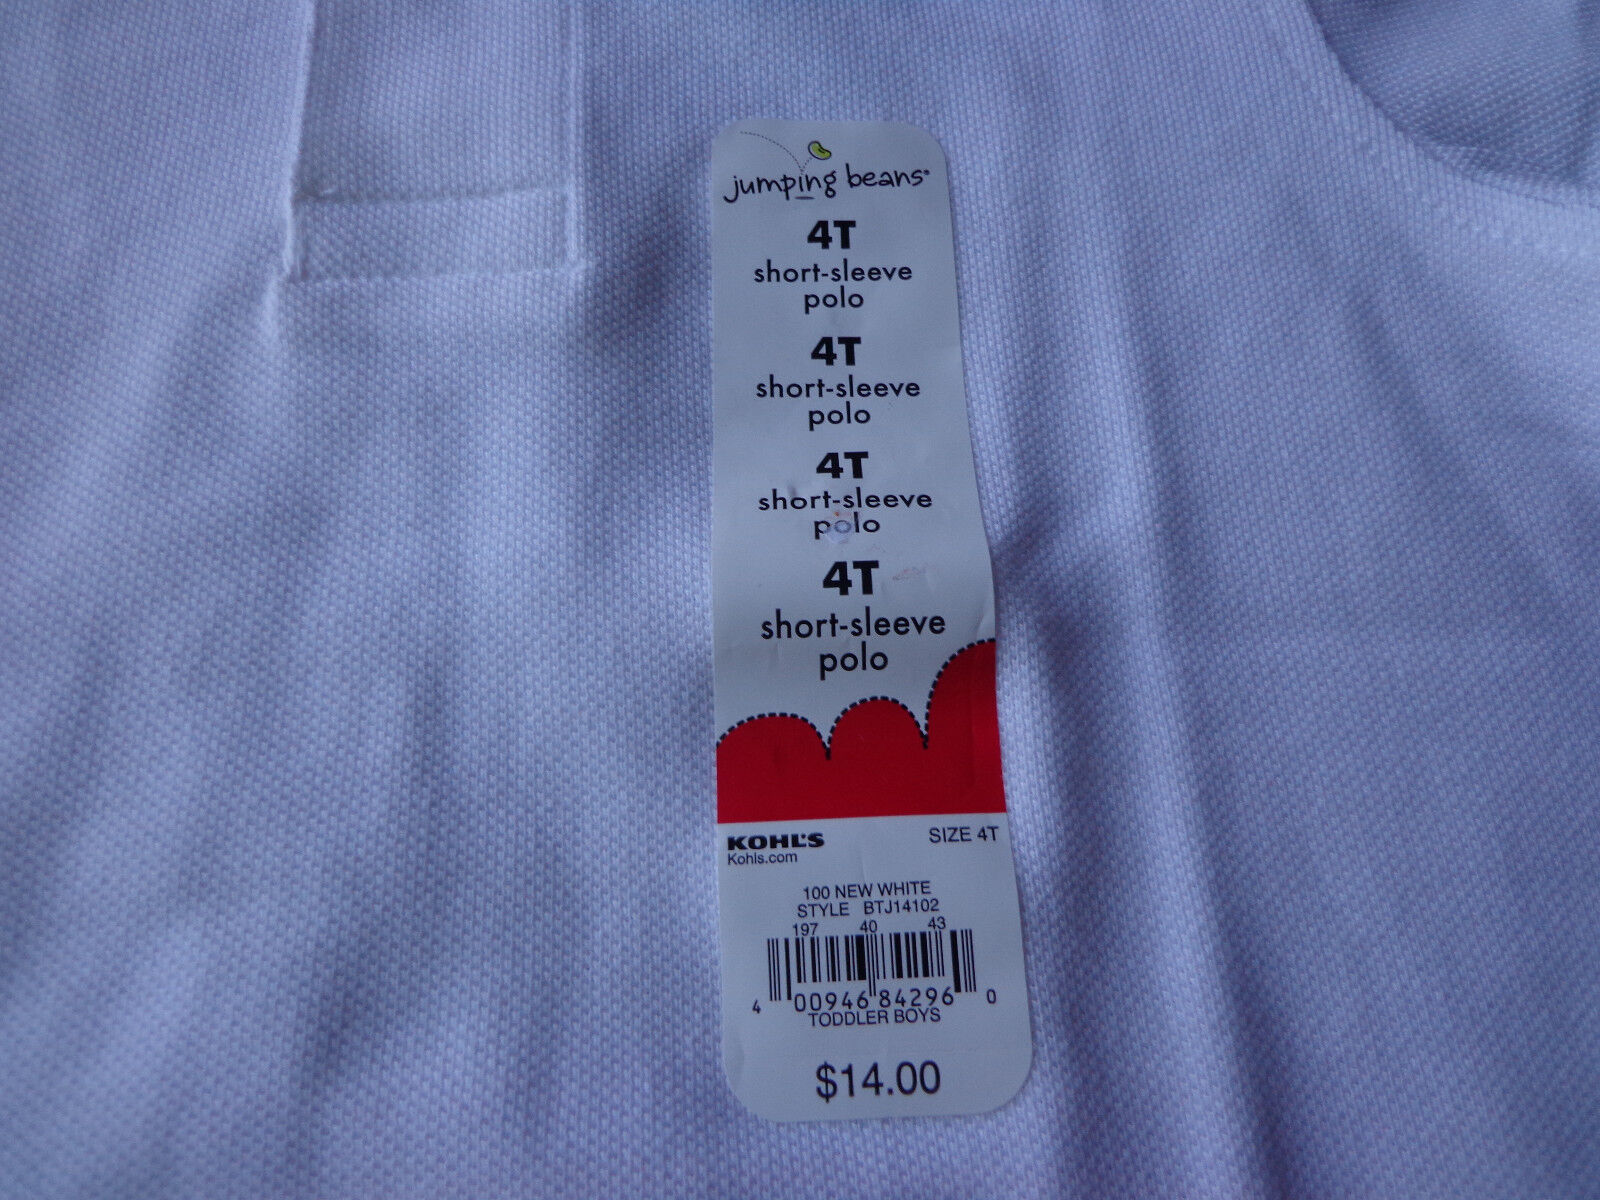 jumping beans®
4T
short-sleeve
polo
4T
short-sleeve
polo
4T
short-sleeve
polo
4T
short-sleeve
polo
KOHL'S SIZE 4T
Kohls.com
100 NEW WHITE
STYLE BTJ14102
197 40 43
4 00946 84296 0
TODDLER BOYS
$14.00